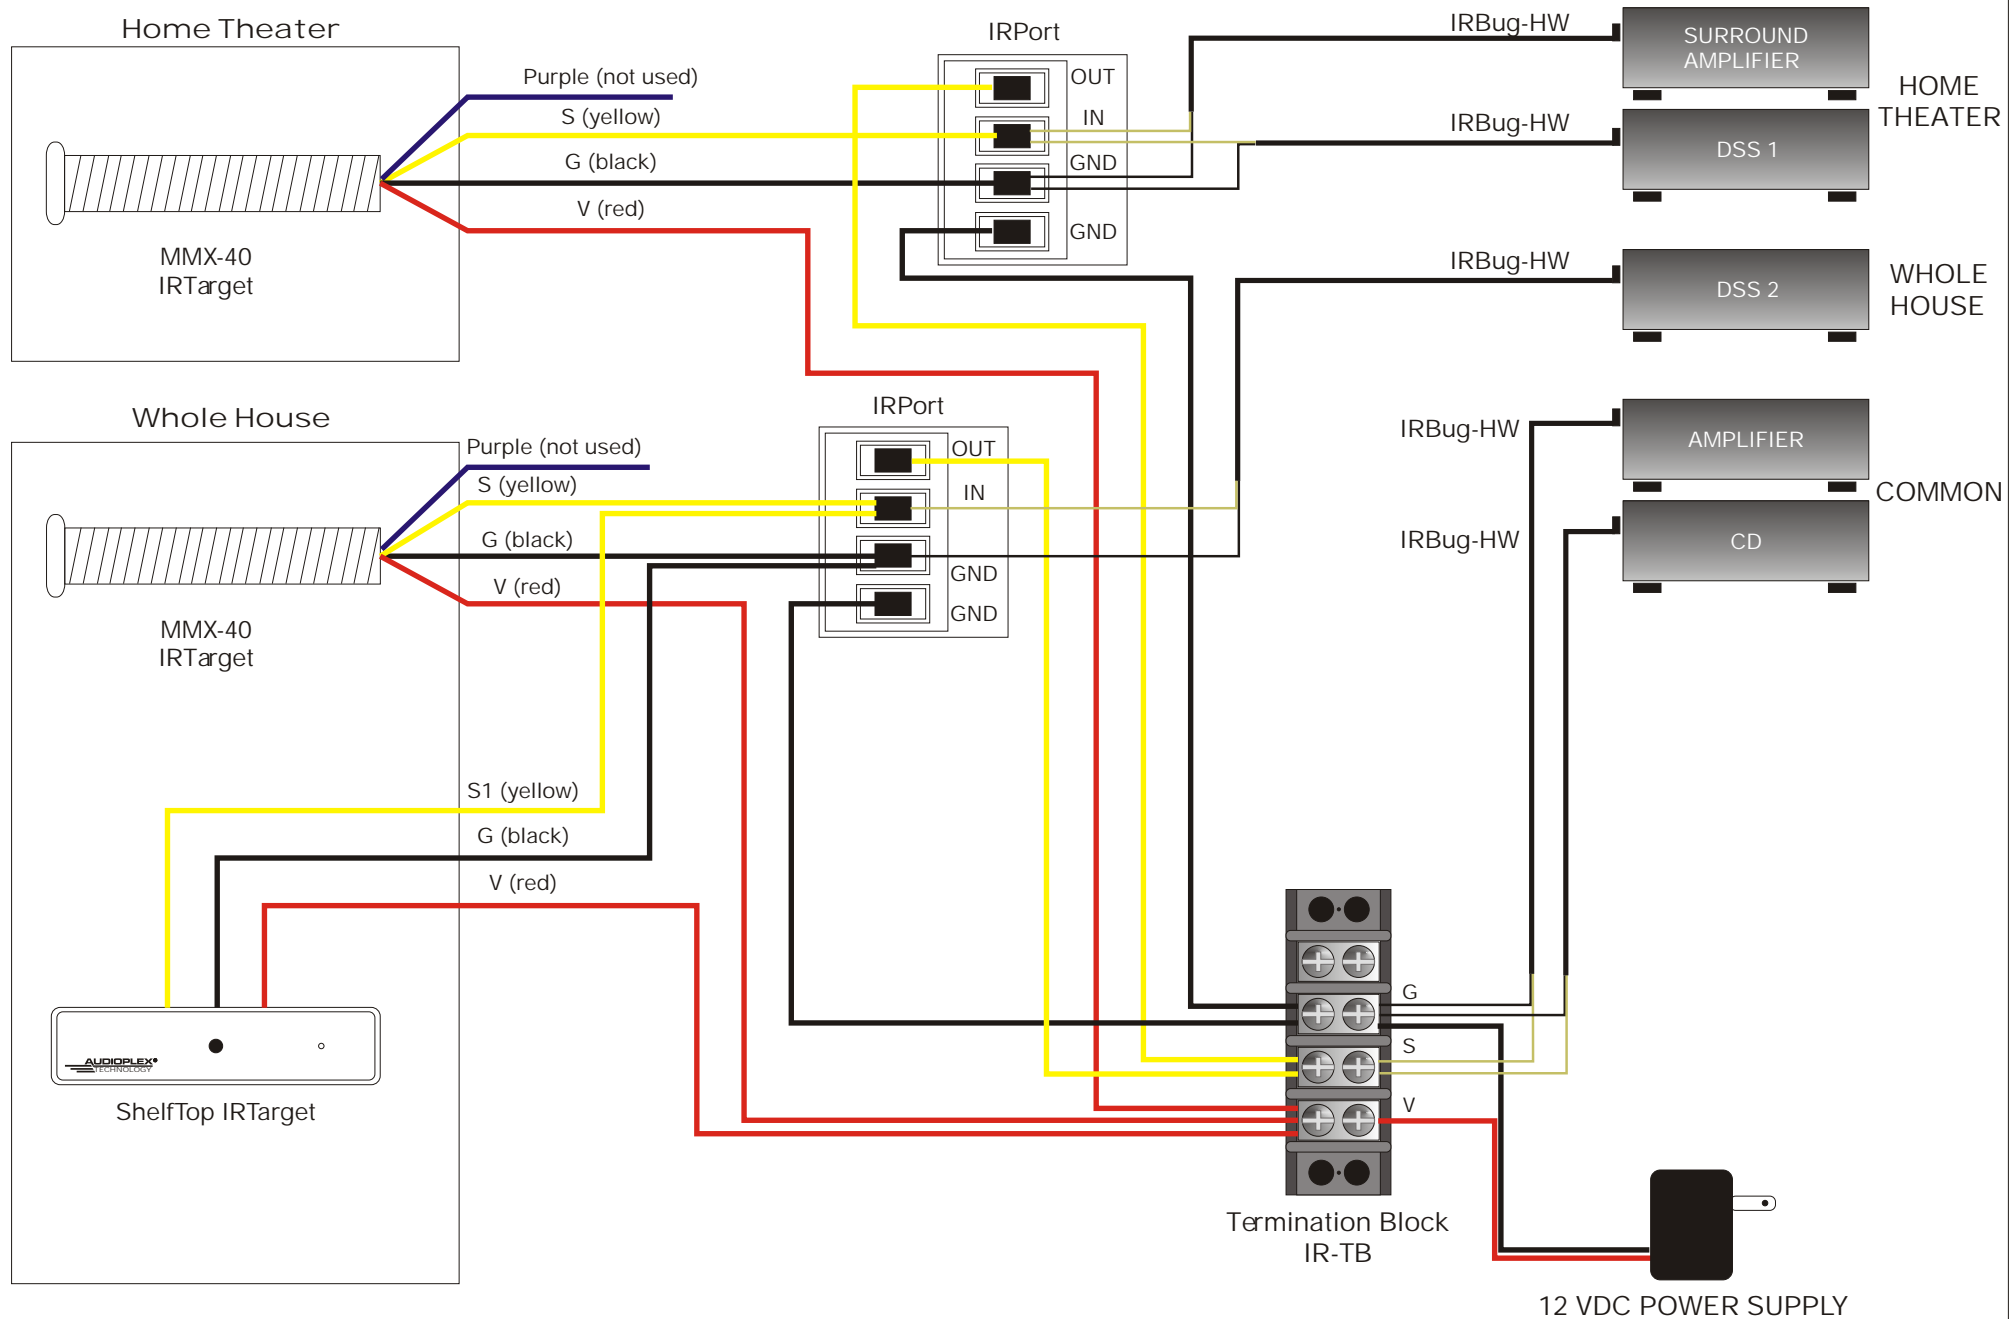 Home Theater
Purple (not used)
S (yellow)
G (black)
V (red)
MMX-40
IRTarget
IRPort
OUT
IN
GND
GND
IRBug-HW
SURROUND
AMPLIFIER
IRBug-HW
DSS 1
HOME
THEATER
IRBug-HW
DSS 2
WHOLE
HOUSE
Whole House
Purple (not used)
S (yellow)
G (black)
V (red)
MMX-40
IRTarget
IRPort
OUT
IN
GND
GND
IRBug-HW
AMPLIFIER
COMMON
IRBug-HW
CD
S1 (yellow)
G (black)
V (red)
AUDIOPLEX
TECHNOLOGY
ShelfTop IRTarget
G
S
V
Termination Block
IR-TB
12 VDC POWER SUPPLY